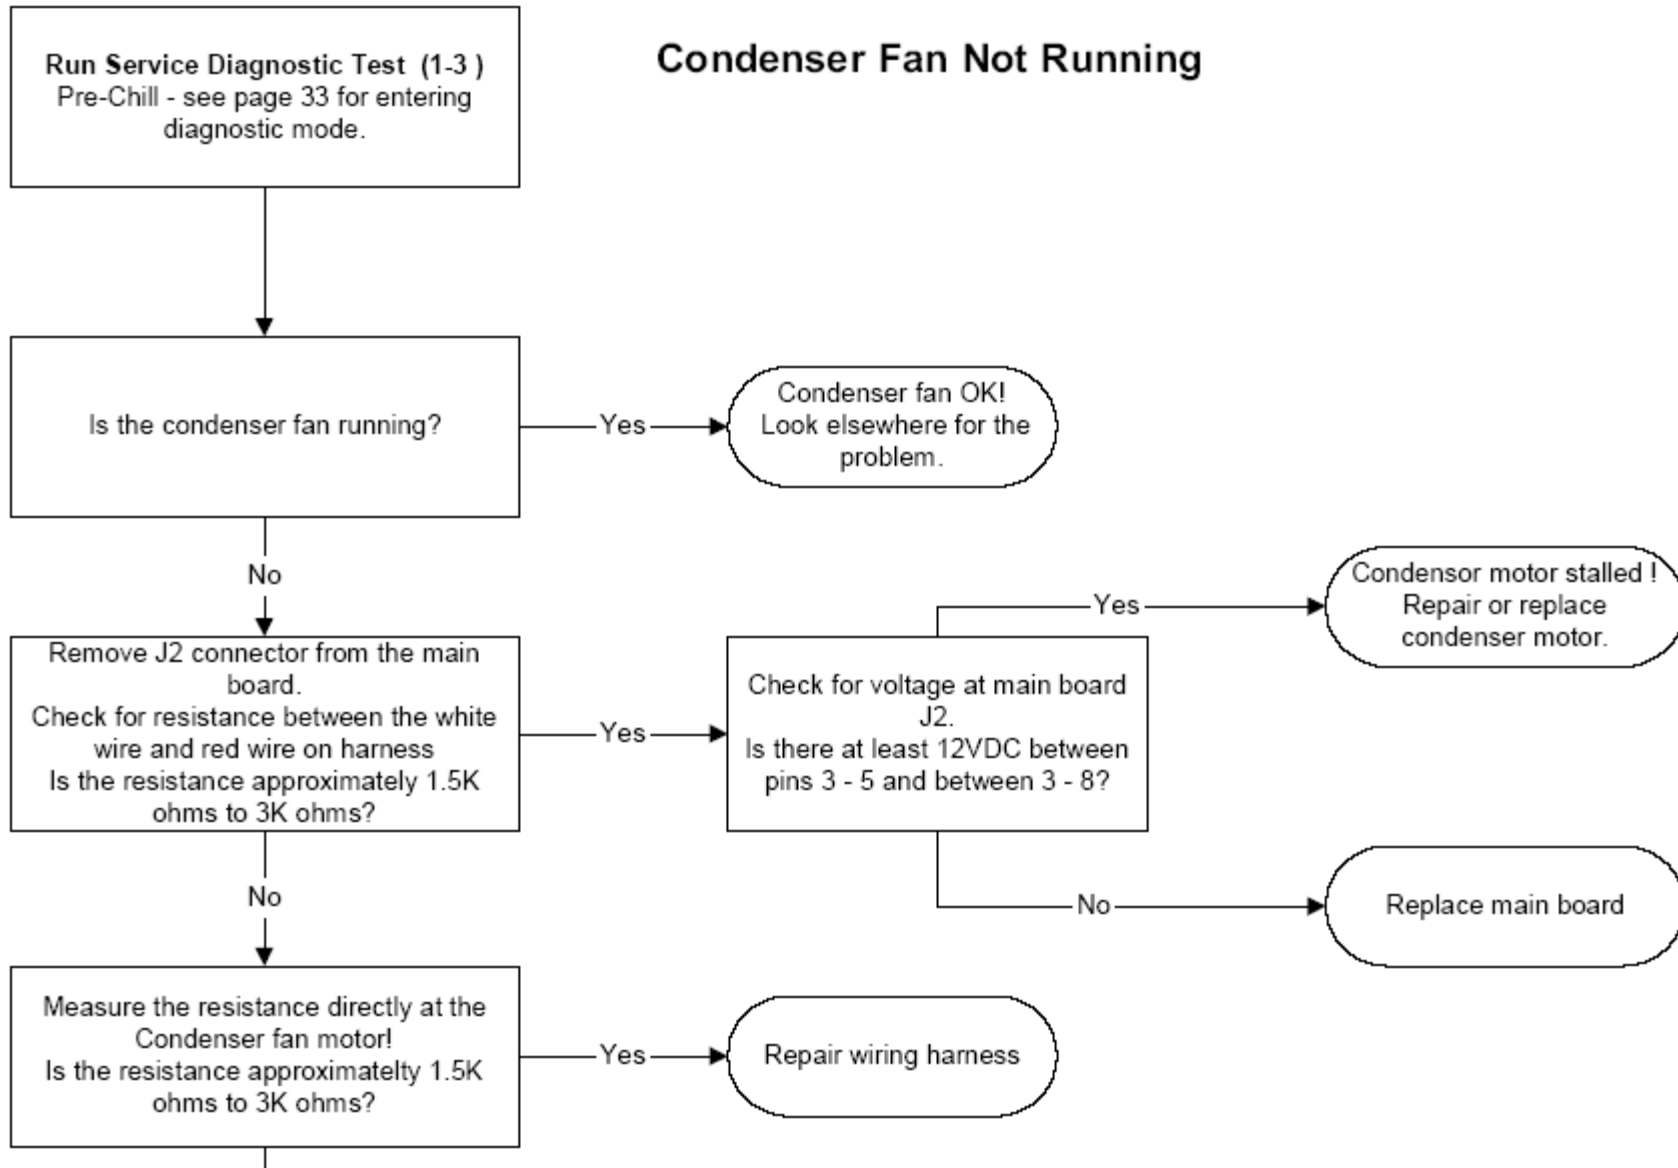 Condenser Fan Not Running
Run Service Diagnostic Test (1-3 )
Pre-Chill - see page 33 for entering
diagnostic mode.
Is the condenser fan running?
Yes
Condenser fan OK!
Look elsewhere for the
problem.
No
Remove J2 connector from the main
board.
Check for resistance between the white
wire and red wire on harness
Is the resistance approximately 1.5K
ohms to 3K ohms?
Yes
Check for voltage at main board
J2.
Is there at least 12VDC between
pins 3 - 5 and between 3 - 8?
Yes
Condensor motor stalled !
Repair or replace
condenser motor.
No
Replace main board
No
Measure the resistance directly at the
Condenser fan motor!
Is the resistance approximatelty 1.5K
ohms to 3K ohms?
Yes
Repair wiring harness